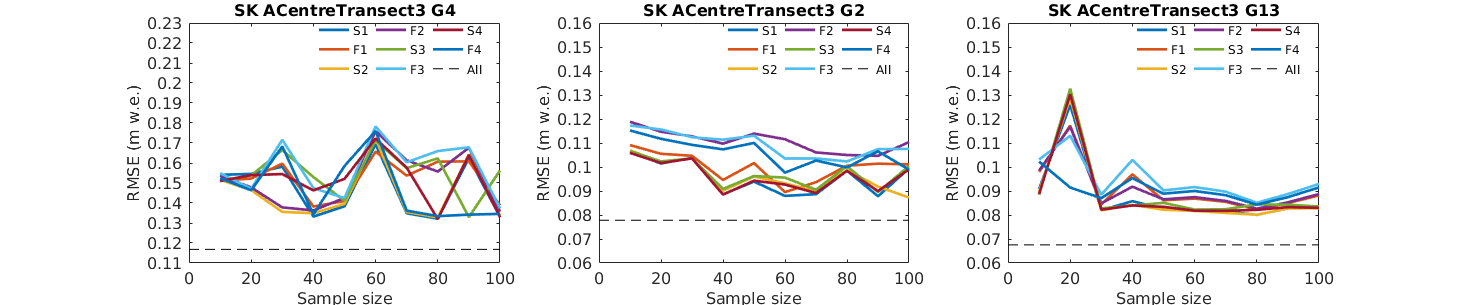 SK ACentreTransect3 G4
RMSE (m w.e.)
0.23
0.22
0.21
0.2
0.19
0.18
0.17
0.16
0.15
0.14
0.13
0.12
0.11
S1 F2 S4
F1 S3 F4
S2 F3 All
0 20 40 60 80 100
Sample size
SK ACentreTransect3 G2
RMSE (m w.e.)
0.16
0.15
0.14
0.13
0.12
0.11
0.1
0.09
0.08
0.07
0.06
S1 F2 S4
F1 S3 F4
S2 F3 All
0 20 40 60 80 100
Sample size
SK ACentreTransect3 G13
RMSE (m w.e.)
0.16
0.15
0.14
0.13
0.12
0.11
0.1
0.09
0.08
0.07
0.06
S1 F2 S4
F1 S3 F4
S2 F3 All
0 20 40 60 80 100
Sample size